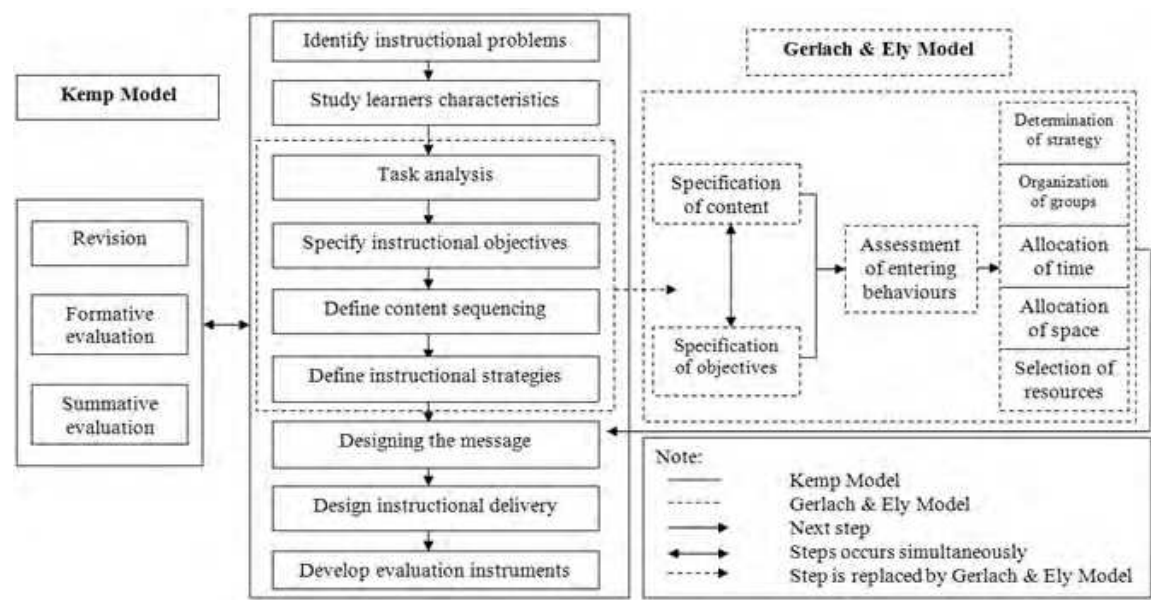 Kemp Model
Revision
Formative
evaluation
Summative
evaluation
Identify instructional problems
Study learners characteristics
Task analysis
Specify instructional objectives
Define content sequencing
Define instructional strategies
Designing the message
Design instructional delivery
Develop evaluation instruments
Gerlach & Ely Model
Specification
of content
Specification
of objectives
Assessment
of entering
behaviours
Determination
of strategy
Organization
of groups
Allocation
of time
Allocation
of space
Selection of
resources
Note:
Kemp Model
Gerlach & Ely Model
Next step
Steps occurs simultaneously
Step is replaced by Gerlach & Ely Model